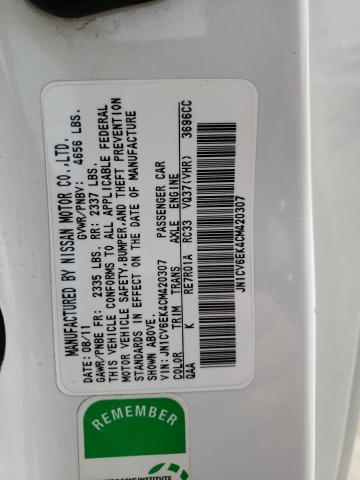 MANUFACTURED BY NISSAN MOTOR CO.,LTD.
DATE: 08/11 GVWR/PNBV: 4656 LBS.
GAWR/PNBE FR: 2335 LBS. RR: 2337 LBS.
THIS VEHICLE CONFORMS TO ALL APPLICABLE FEDERAL
MOTOR VEHICLE SAFETY,BUMPER,AND THEFT PREVENTION
STANDARDS IN EFFECT ON THE DATE OF MANUFACTURE
SHOWN ABOVE.
VIN:JN1CV6EK4CM420307 PASSENGER CAR
COLOR TRIM TRANS AXLE ENGINE
QAA K RE7R01A RC33 VQ37(VHR) 3696CC
JN1CV6EK4CM420307
REMEMBER
INSTITUTE